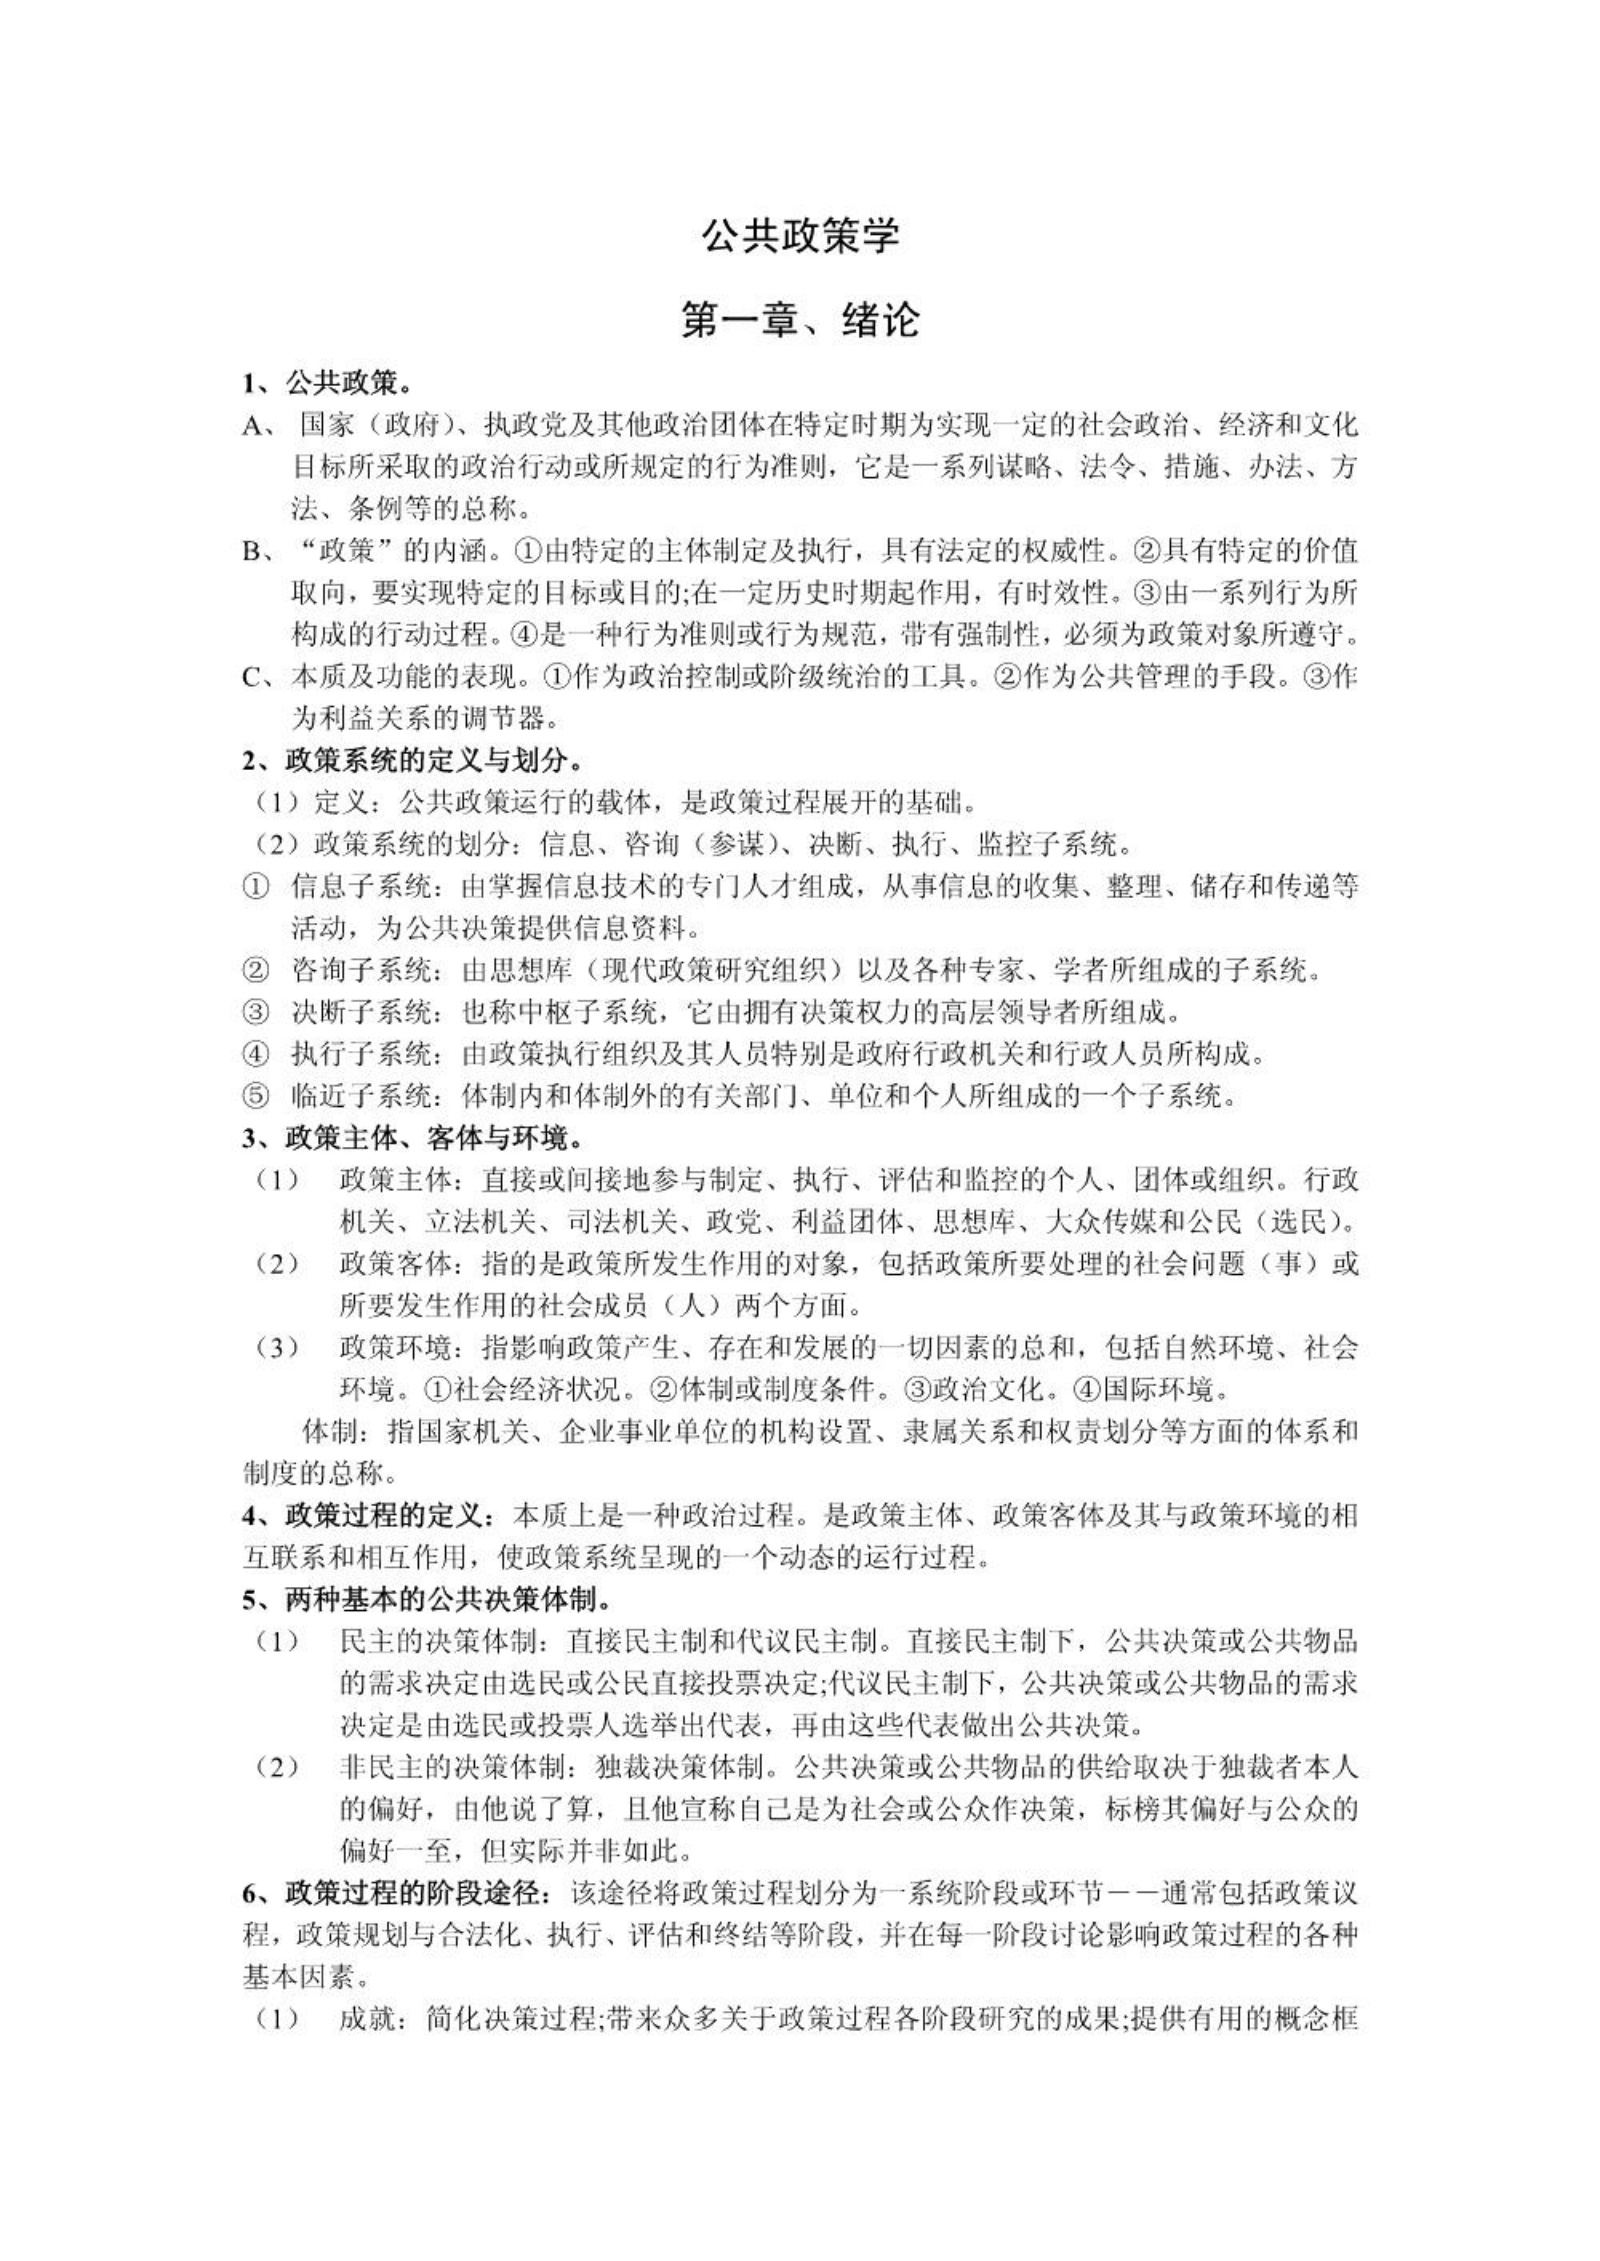 公共政策学
第一章、绪论
1、公共政策。
A、 国家（政府）、执政党及其他政治团体在特定时期为实现一定的社会政治、经济和文化
目标所采取的政治行动或所规定的行为准则，它是一系列谋略、法令、措施、办法、方
法、条例等的总称。
B、 “政策”的内涵。①由特定的主体制定及执行，具有法定的权威性。②具有特定的价值
取向，要实现特定的目标或目的;在一定历史时期起作用，有时效性。③由一系列行为所
构成的行动过程。④是一种行为准则或行为规范，带有强制性，必须为政策对象所遵守。
C、本质及功能的表现。①作为政治控制或阶级统治的工具。②作为公共管理的手段。③作
为利益关系的调节器。
2、政策系统的定义与划分。
（1）定义：公共政策运行的载体，是政策过程展开的基础。
（2）政策系统的划分：信息、咨询（参谋）、决断、执行、监控子系统。
① 信息子系统：由掌握信息技术的专门人才组成，从事信息的收集、整理、储存和传递等
活动，为公共决策提供信息资料。
② 咨询子系统：由思想库（现代政策研究组织）以及各种专家、学者所组成的子系统。
③ 决断子系统：也称中枢子系统，它由拥有决策权力的高层领导者所组成。
④ 执行子系统：由政策执行组织及其人员特别是政府行政机关和行政人员所构成。
⑤ 临近子系统：体制内和体制外的有关部门、单位和个人所组成的一个子系统。
3、政策主体、客体与环境。
（1） 政策主体：直接或间接地参与制定、执行、评估和监控的个人、团体或组织。行政
机关、立法机关、司法机关、政党、利益团体、思想库、大众传媒和公民（选民）。
（2） 政策客体：指的是政策所发生作用的对象，包括政策所要处理的社会问题（事）或
所要发生作用的社会成员（人）两个方面。
（3） 政策环境：指影响政策产生、存在和发展的一切因素的总和，包括自然环境、社会
环境。①社会经济状况。②体制或制度条件。③政治文化。④国际环境。
体制：指国家机关、企业事业单位的机构设置、隶属关系和权责划分等方面的体系和
制度的总称。
4、政策过程的定义：本质上是一种政治过程。是政策主体、政策客体及其与政策环境的相
互联系和相互作用，使政策系统呈现的一个动态的运行过程。
5、两种基本的公共决策体制。
（1） 民主的决策体制：直接民主制和代议民主制。直接民主制下，公共决策或公共物品
的需求决定由选民或公民直接投票决定;代议民主制下，公共决策或公共物品的需求
决定是由选民或投票人选举出代表，再由这些代表做出公共决策。
（2） 非民主的决策体制：独裁决策体制。公共决策或公共物品的供给取决于独裁者本人
的偏好，由他说了算，且他宣称自己是为社会或公众作决策，标榜其偏好与公众的
偏好一至，但实际并非如此。
6、政策过程的阶段途径：该途径将政策过程划分为一系统阶段或环节－－通常包括政策议
程，政策规划与合法化、执行、评估和终结等阶段，并在每一阶段讨论影响政策过程的各种
基本因素。
（1） 成就：简化决策过程;带来众多关于政策过程各阶段研究的成果;提供有用的概念框